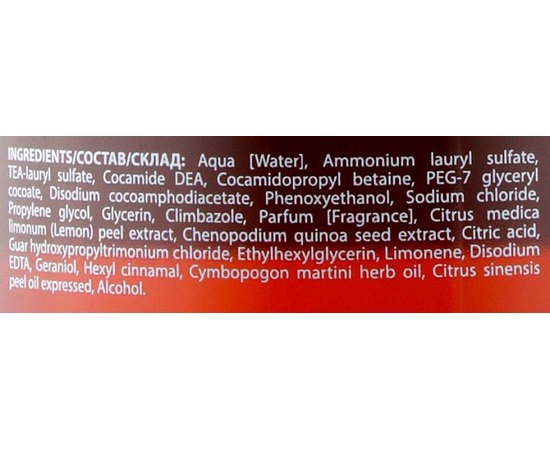 INGREDIENTS/СОСТАВ/СКЛАД: Aqua [Water], Ammonium lauryl sulfate,
TEA-lauryl sulfate, Cocamide DEA, Cocamidopropyl betaine, PEG-7 glyceryl
cocoate, Disodium cocoamphodiacetate, Phenoxyethanol, Sodium chloride,
Propylene glycol, Glycerin, Climbazole, Parfum [Fragrance], Citrus medica
limonum (Lemon) peel extract, Chenopodium quinoa seed extract, Citric acid,
Guar hydroxypropyltrimonium chloride, Ethylhexylglycerin, Limonene, Disodium
EDTA, Geraniol, Hexyl cinnamal, Cymbopogon martini herb oil, Citrus sinensis
peel oil expressed, Alcohol.